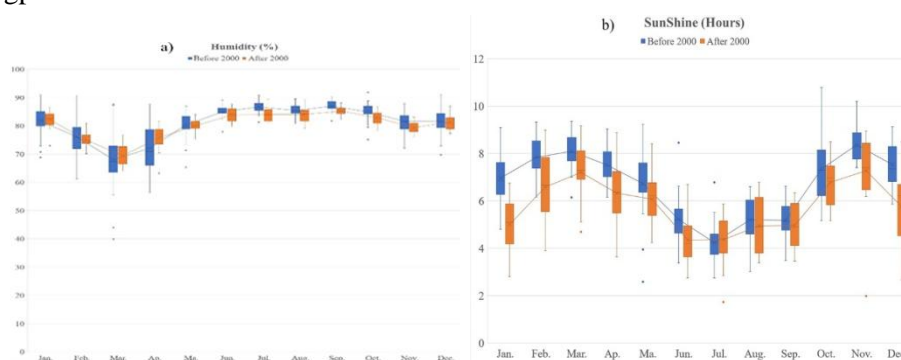 a)
Humidity (%)
Before 2000 After 2000
100
90
80
70
60
50
40
30
20
10
0
Jan. Feb. Mar. Ap. Ma. Jun. Jul. Aug. Sep. Oct. Nov. Dec.
b)
SunShine (Hours)
Before 2000 After 2000
12
10
8
6
4
2
0
Jan. Feb. Mar. Ap. Ma. Jun. Jul. Aug. Sep. Oct. Nov. Dec